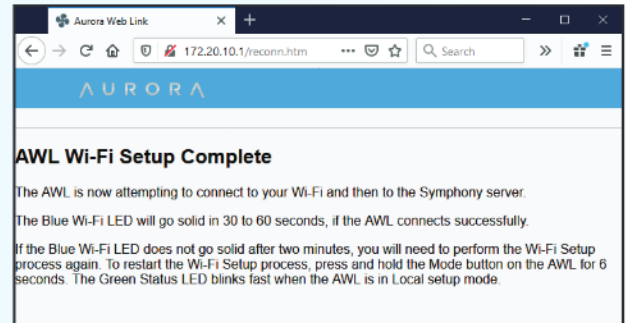 Aurora Web Link
172.20.10.1/reconn.htm
Search
AURORA
AWL Wi-Fi Setup Complete
The AWL is now attempting to connect to your Wi-Fi and then to the Symphony server.
The Blue Wi-Fi LED will go solid in 30 to 60 seconds, if the AWL connects successfully.
If the Blue Wi-Fi LED does not go solid after two minutes, you will need to perform the Wi-Fi Setup
process again. To restart the Wi-Fi Setup process, press and hold the Mode button on the AWL for 6
seconds. The Green Status LED blinks fast when the AWL is in Local setup mode.